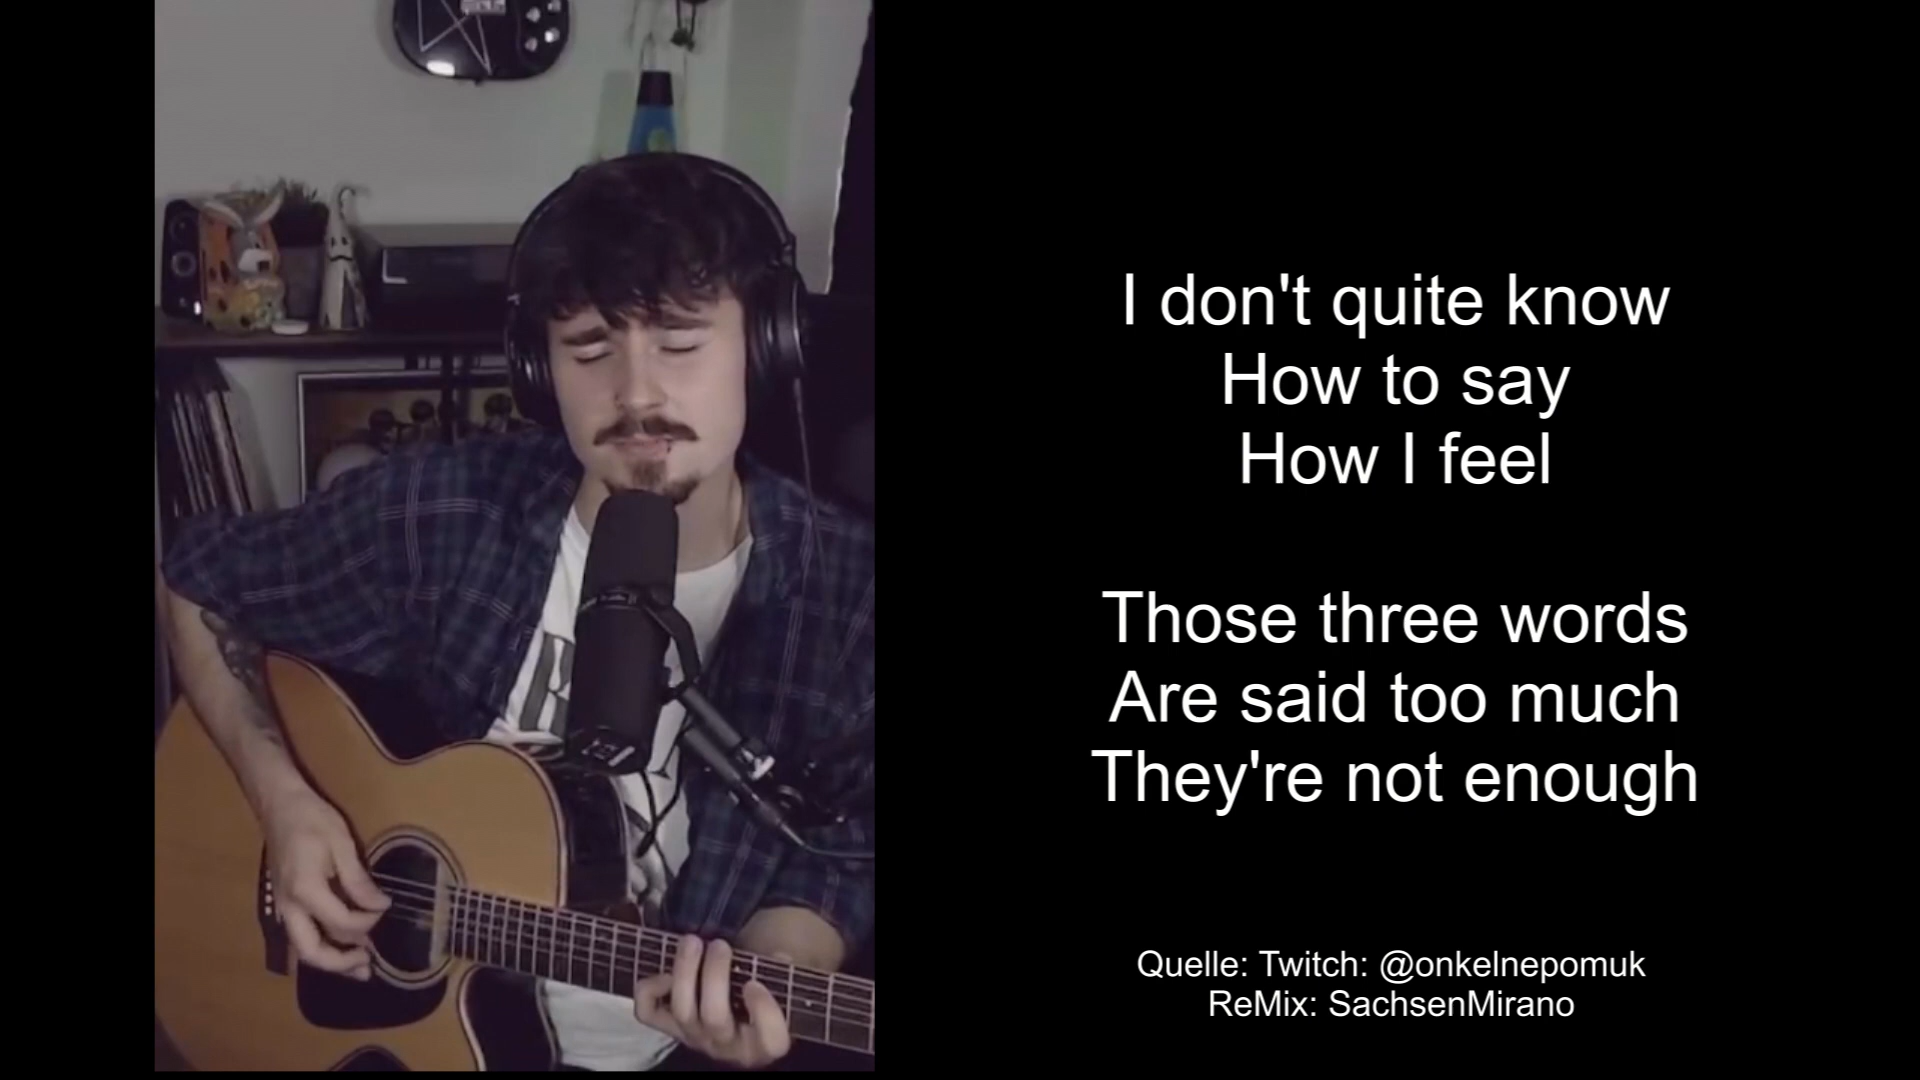 I don't quite know
How to say
How I feel
Those three words
Are said too much
They're not enough
Quelle: Twitch: @onkelnepomuk
ReMix: SachsenMirano